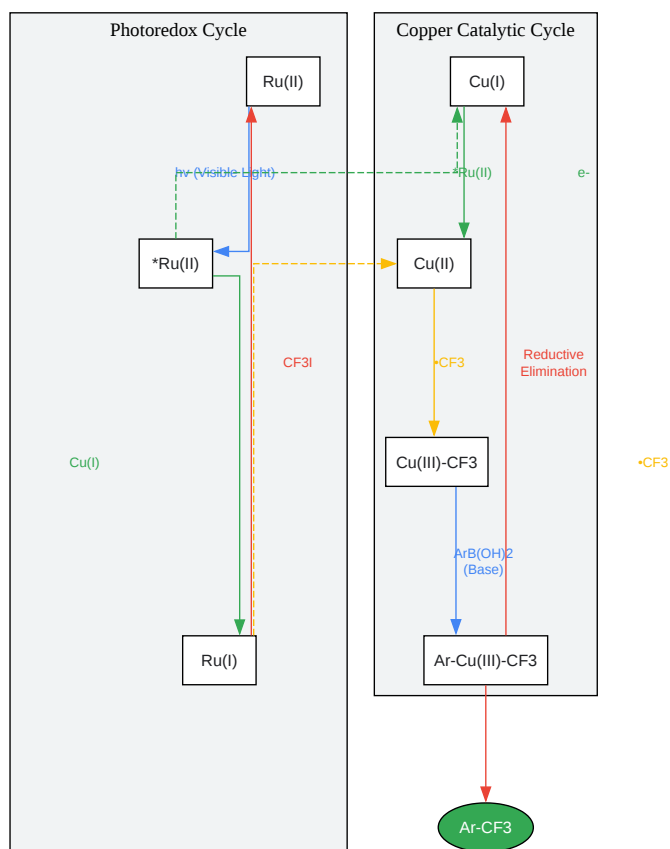 Photoredox Cycle
Copper Catalytic Cycle
Ru(II)
Cu(I)
hv (Visible Light)
*Ru(II)
e-
*Ru(II)
Cu(II)
CF3I
•CF3
Reductive
Elimination
Cu(I)
Cu(III)-CF3
•CF3
ArB(OH)2
(Base)
Ru(I)
Ar-Cu(III)-CF3
Ar-CF3